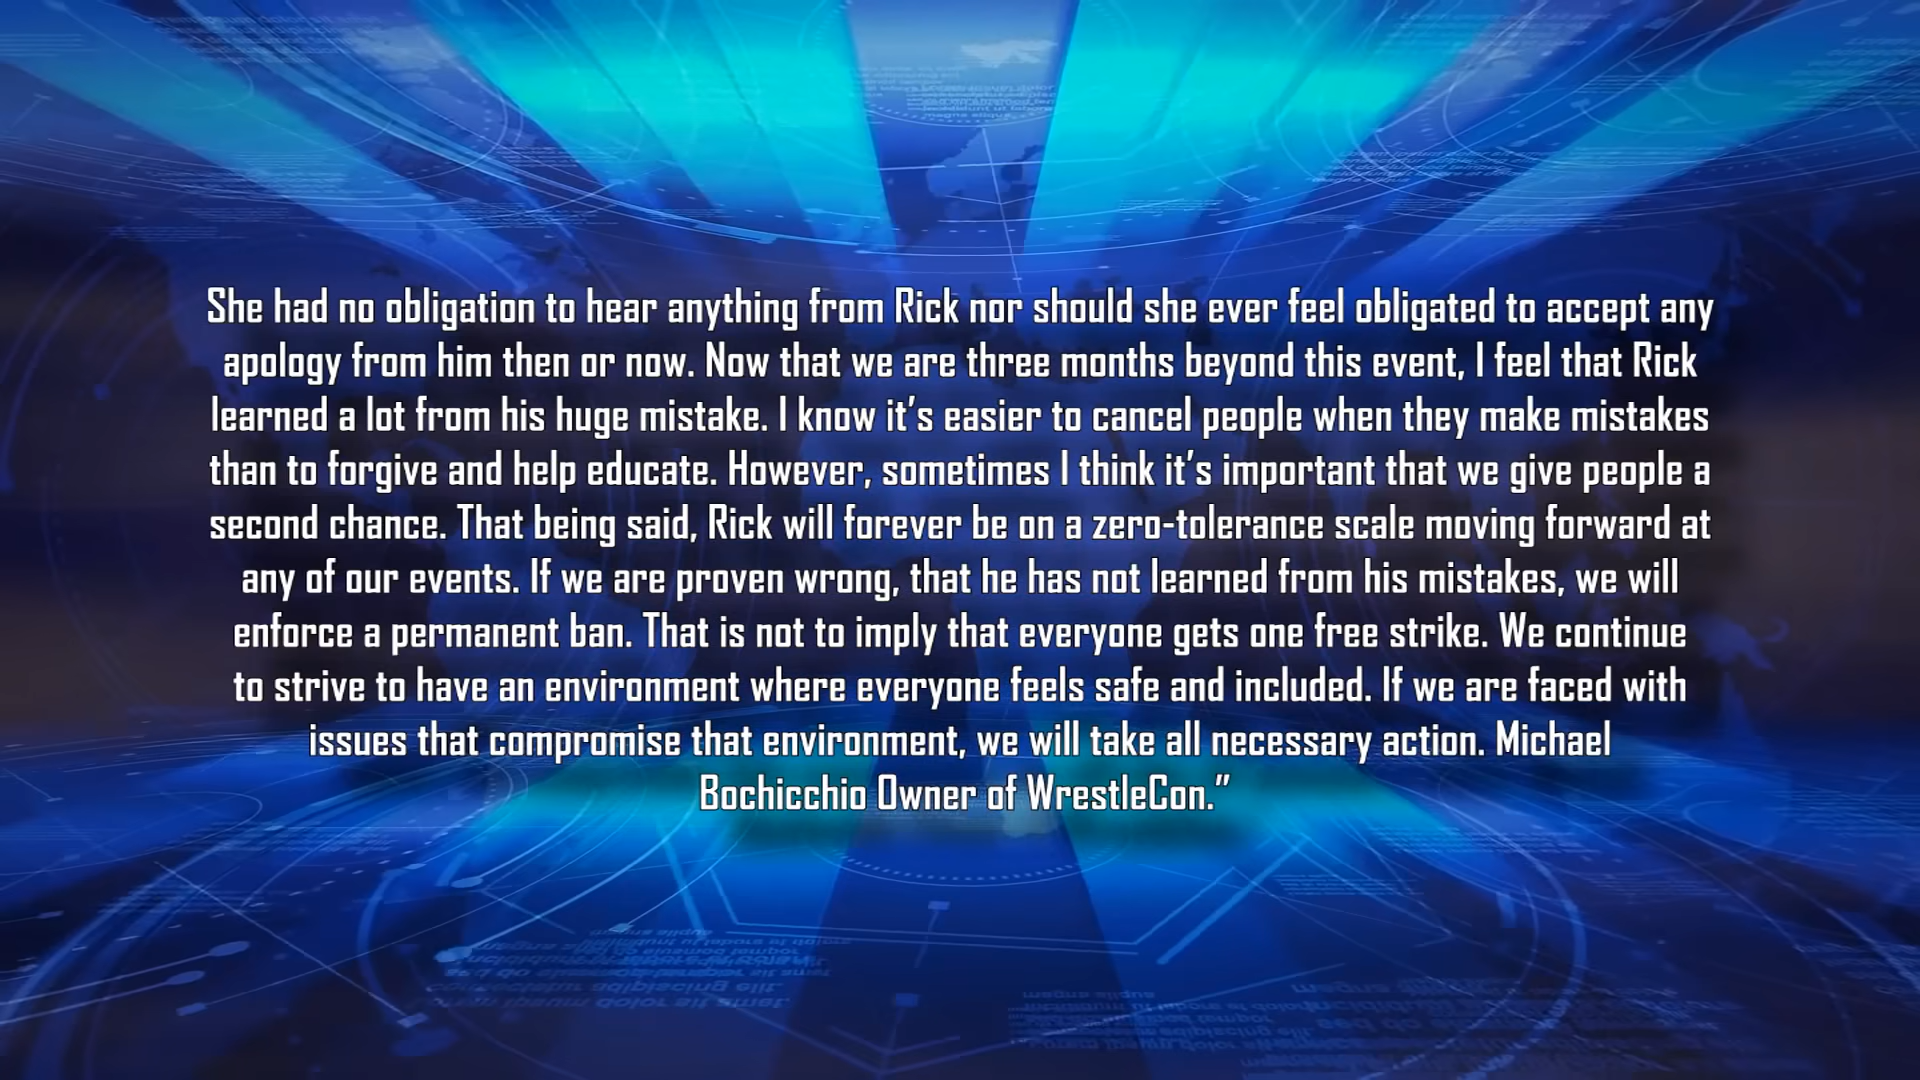 She had no obligation to hear anything from Rick nor should she ever feel obligated to accept any
apology from him then or now. Now that we are three months beyond this event, I feel that Rick
learned a lot from his huge mistake. I know it’s easier to cancel people when they make mistakes
than to forgive and help educate. However, sometimes I think it’s important that we give people a
second chance. That being said, Rick will forever be on a zero-tolerance scale moving forward at
any of our events. If we are proven wrong, that he has not learned from his mistakes, we will
enforce a permanent ban. That is not to imply that everyone gets one free strike. We continue
to strive to have an environment where everyone feels safe and included. If we are faced with
issues that compromise that environment, we will take all necessary action. Michael
Bochicchio Owner of WrestleCon.”